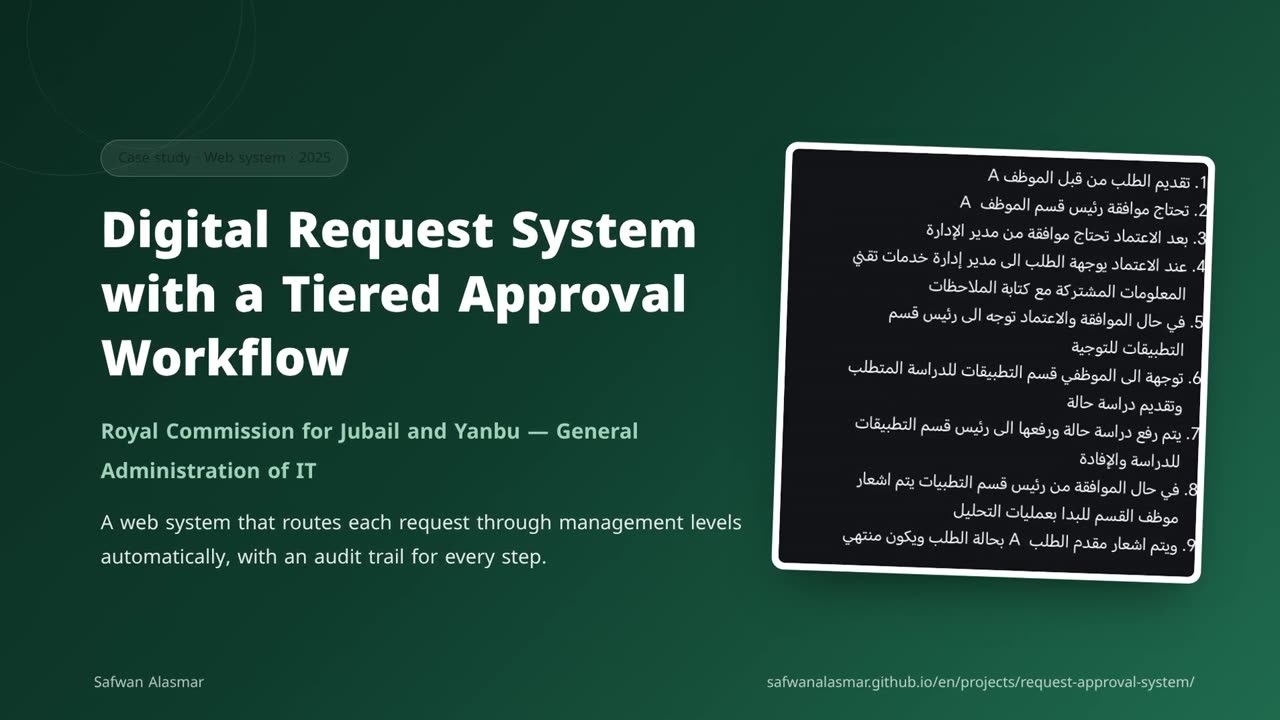 Case study · Web system · 2025
Digital Request System
with a Tiered Approval
Workflow
Royal Commission for Jubail and Yanbu — General
Administration of IT
A web system that routes each request through management levels
automatically, with an audit trail for every step.
1. تقديم الطلب من قبل الموظف A
2. تحتاج موافقة رئيس قسم الموظف A
3. بعد الاعتماد تحتاج موافقة من مدير الإدارة
4. عند الاعتماد يوجهة الطلب الى مدير إدارة خدمات تقني
المعلومات المشتركة مع كتابة الملاحظات
5. في حال الموافقة والاعتماد توجه الى رئيس قسم
التطبيقات للتوجية
6. توجهة الى الموظفي قسم التطبيقات للدراسة المتطلب
وتقديم دراسة حالة
7. يتم رفع دراسة حالة ورفعها الى رئيس قسم التطبيقات
للدراسة والإفادة
8. في حال الموافقة من رئيس قسم التطبيات يتم اشعار
موظف القسم للبدا بعمليات التحليل
9. ويتم اشعار مقدم الطلب A بحالة الطلب ويكون منتهي
Safwan Alasmar
safwanalasmar.github.io/en/projects/request-approval-system/